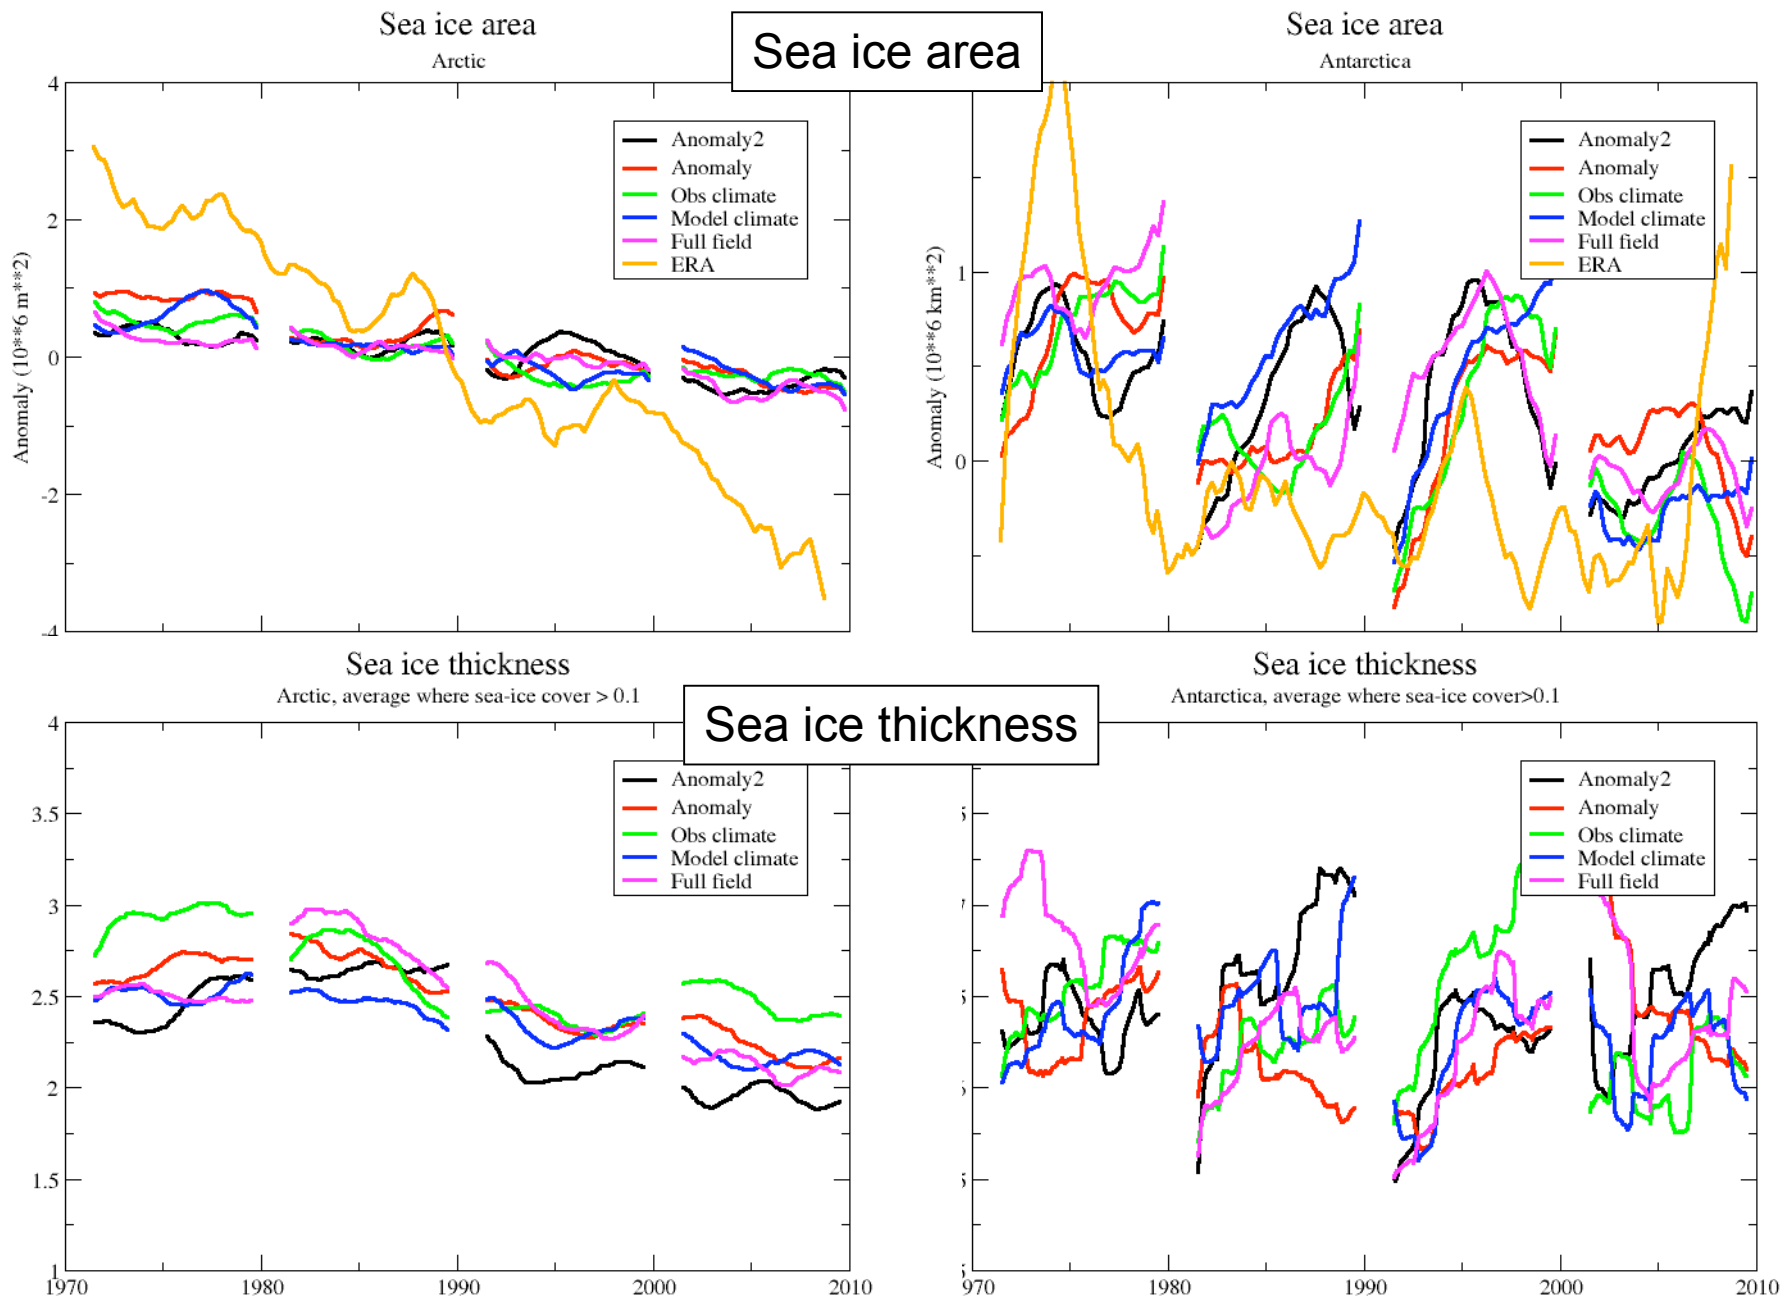 Sea ice area
Arctic
Sea ice area
Sea ice area
Antarctica
4
2
0
-2
-4
Anomaly (10**6 m**2)
Anomaly2
Anomaly
Obs climate
Model climate
Full field
ERA
1
0
Anomaly (10**6 km**2)
Anomaly2
Anomaly
Obs climate
Model climate
Full field
ERA
Sea ice thickness
Arctic, average where sea-ice cover > 0.1
Sea ice thickness
Sea ice thickness
Antarctica, average where sea-ice cover>0.1
4
3.5
3
2.5
2
1.5
1
Anomaly2
Anomaly
Obs climate
Model climate
Full field
1970
1980
1990
2000
2010
Anomaly2
Anomaly
Obs climate
Model climate
Full field
970
1980
1990
2000
2010